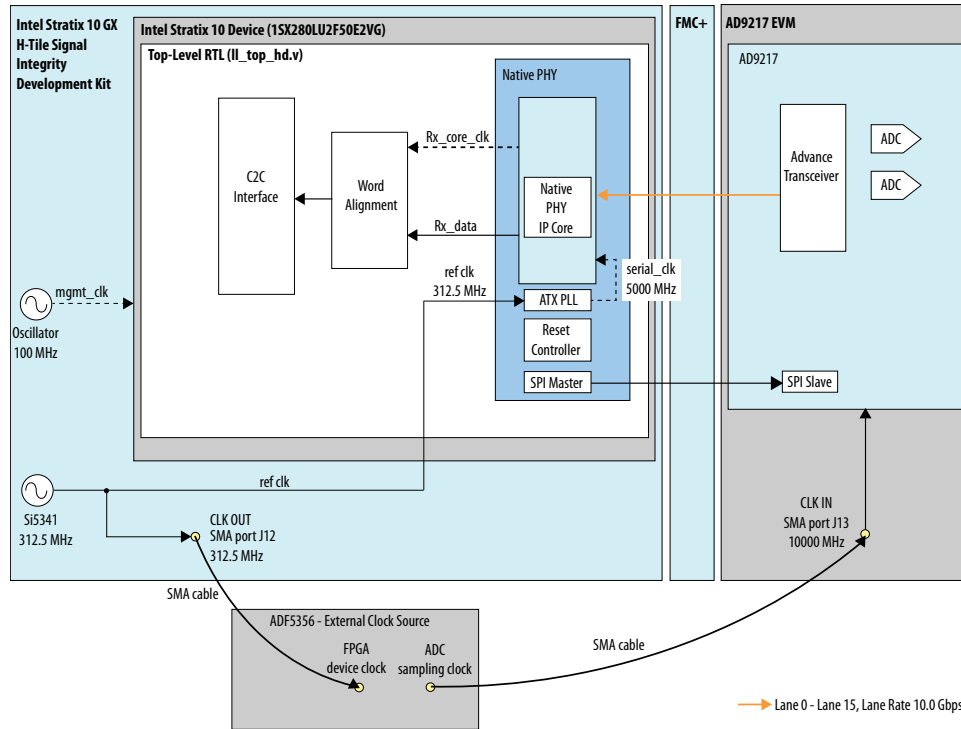 Intel Stratix 10 GX
H-Tile Signal
Integrity
Development Kit
Intel Stratix 10 Device (1SX280LU2F50E2VG)
Top-Level RTL (ll_top_hd.v)
FMC+
AD9217 EVM
AD9217
Native PHY
C2C
Interface
Word
Alignment
Rx_core_clk
Rx_data
Native
PHY
IP Core
Advance
Transceiver
ADC
ADC
ref clk
312.5 MHz
serial_clk
5000 MHz
ATX PLL
Reset
Controller
SPI Master
SPI Slave
mgmt_clk
Oscillator
100 MHz
ref clk
Si5341
312.5 MHz
CLK OUT
SMA port J12
312.5 MHz
CLK IN
SMA port J13
10000 MHz
SMA cable
ADF5356 - External Clock Source
FPGA
device clock
ADC
sampling clock
SMA cable
Lane 0 - Lane 15, Lane Rate 10.0 Gbps